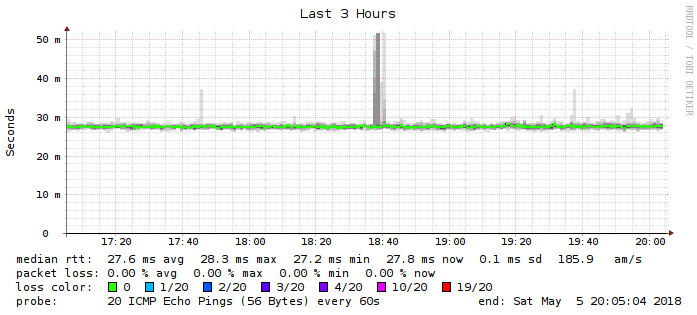 Last 3 Hours
RRDTOOL / TOBI OETIKER
Seconds
50 m
40 m
30 m
20 m
10 m
0
17:20 17:40 18:00 18:20 18:40 19:00 19:20 19:40 20:00
median rtt: 27.6 ms avg 28.3 ms max 27.2 ms min 27.8 ms now 0.1 ms sd 185.9 am/s
packet loss: 0.00 % avg 0.00 % max 0.00 % min 0.00 % now
loss color: 0 1/20 2/20 3/20 4/20 10/20 19/20
probe: 20 ICMP Echo Pings (56 Bytes) every 60s end: Sat May 5 20:05:04 2018